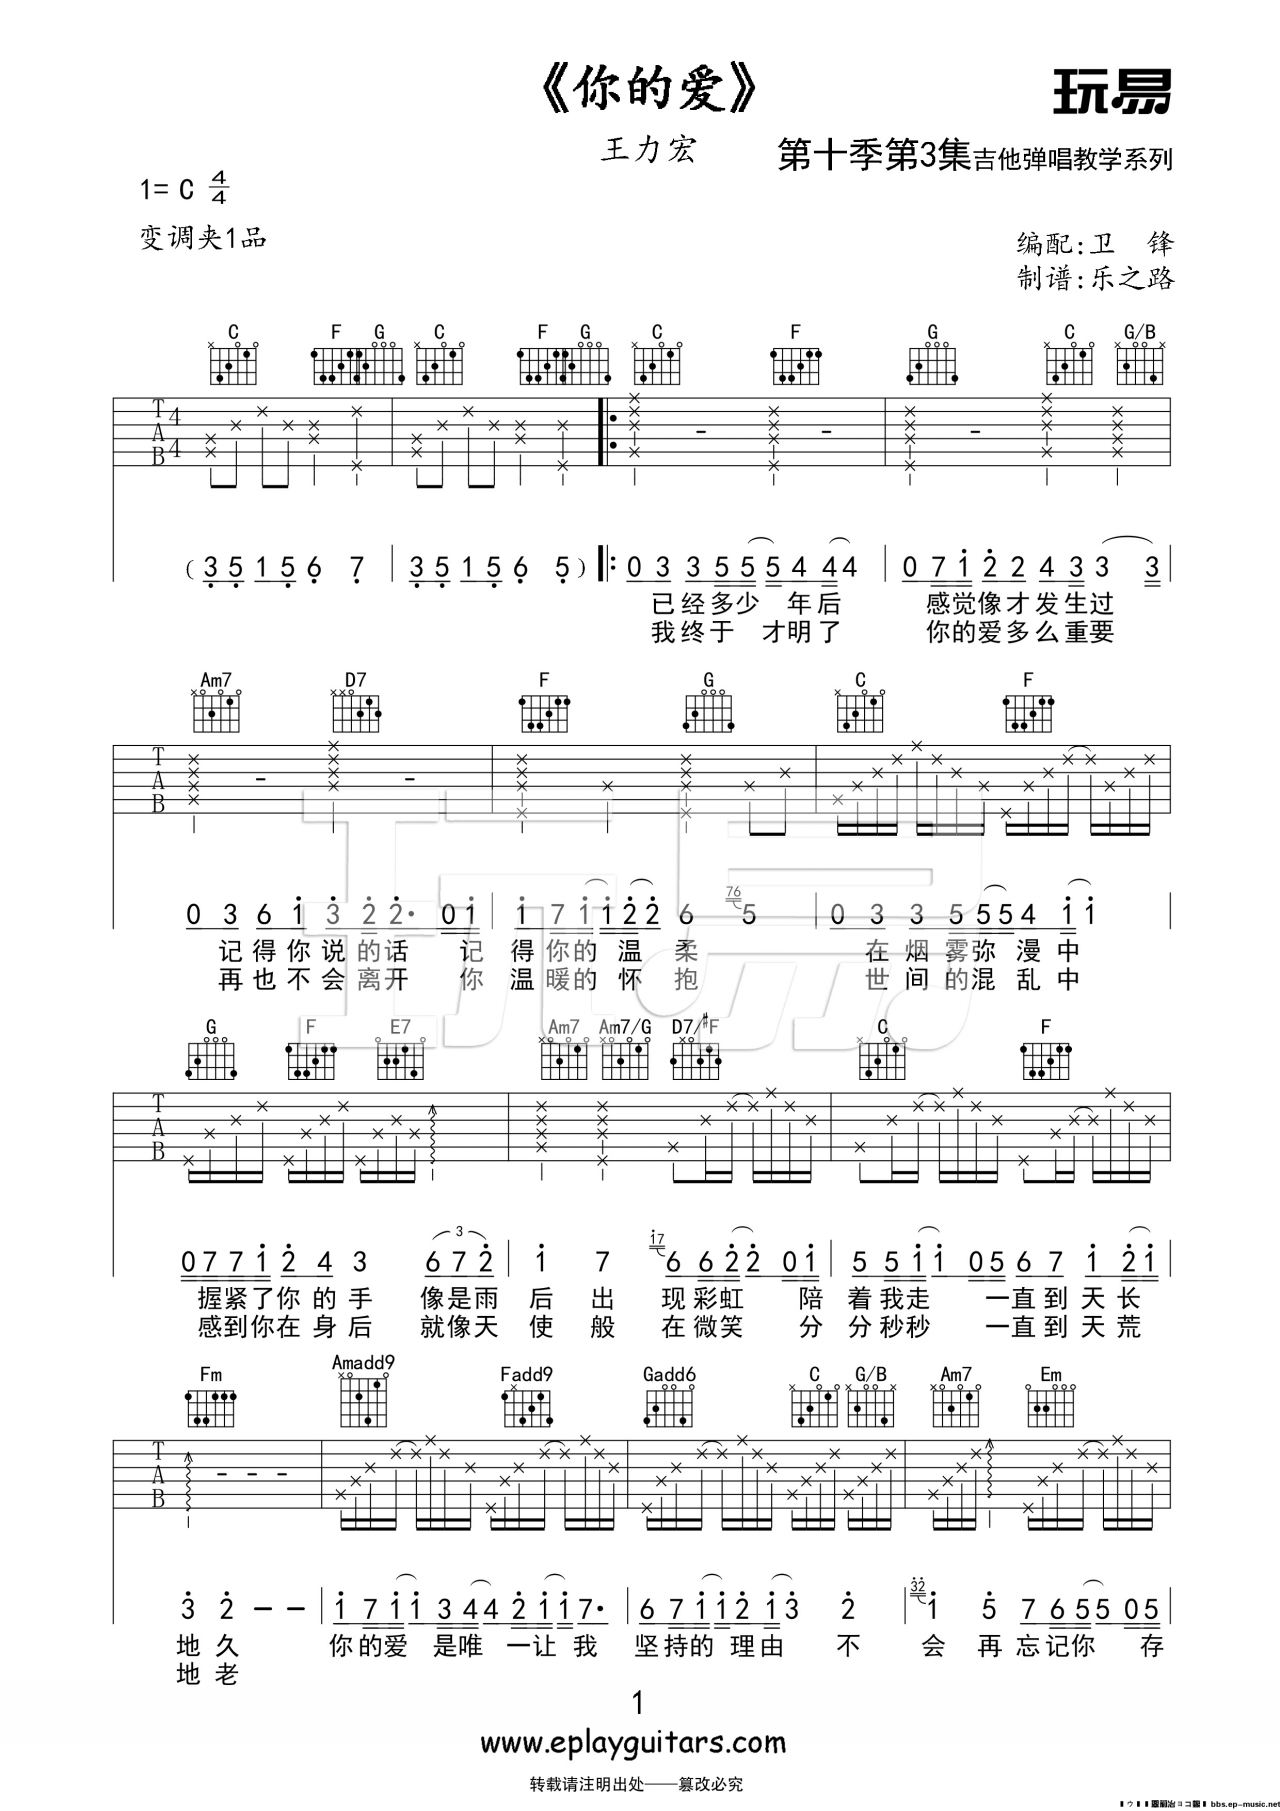 《你的爱》
玩易
王力宏
第十季第3集吉他弹唱教学系列
1= C 4/4
变调夹1品
编配:卫 锋
制谱:乐之路
C F G C F G C F G C G/B
T A B 4 4
(3 5 1 5 6 7 3 5 1 5 6 5) 0 3 3 5 5 5 4 4 4 0 7 1 2 2 4 3 3 3
已经多少 年后 感觉像才发生过
我终于 才明了 你的爱多么重要
Am7 D7 F G C F
T A B
0 3 6 1 3 2 2· 0 1 1 7 1 1 2 2 6 76 5 0 3 3 5 5 5 4 1 1
记得你说的话 记 得你的温 柔 在烟雾弥漫中
再也不会离开 你 温暖的怀 抱 世间的混乱中
G F E7 Am7 Am7/G D7/#F C F
T A B
0 7 7 1 2 4 3 3 6 7 2 1 7 17 6 6 2 2 0 1 5 5 1 1 0 5 6 7 1 2 1
握紧了你的手 像是雨 后 出 现彩虹 陪 着我走 一直到天长
感到你在身后 就像天 使 般 在微笑 分 分秒秒 一直到天荒
Fm Amadd9 Fadd9 Gadd6 C G/B Am7 Em
T A B
3 2 — — 1 7 1 1 3 4 4 2 1 1 7· 6 7 1 1 2 1 3 2 32 1 5 7 6 5 5 0 5
地久 你的爱 是唯 一让我 坚持的 理由 不 会 再忘记你 存
地老
1
www.eplayguitars.com
转载请注明出处——篡改必究
bbs.ep-music.net